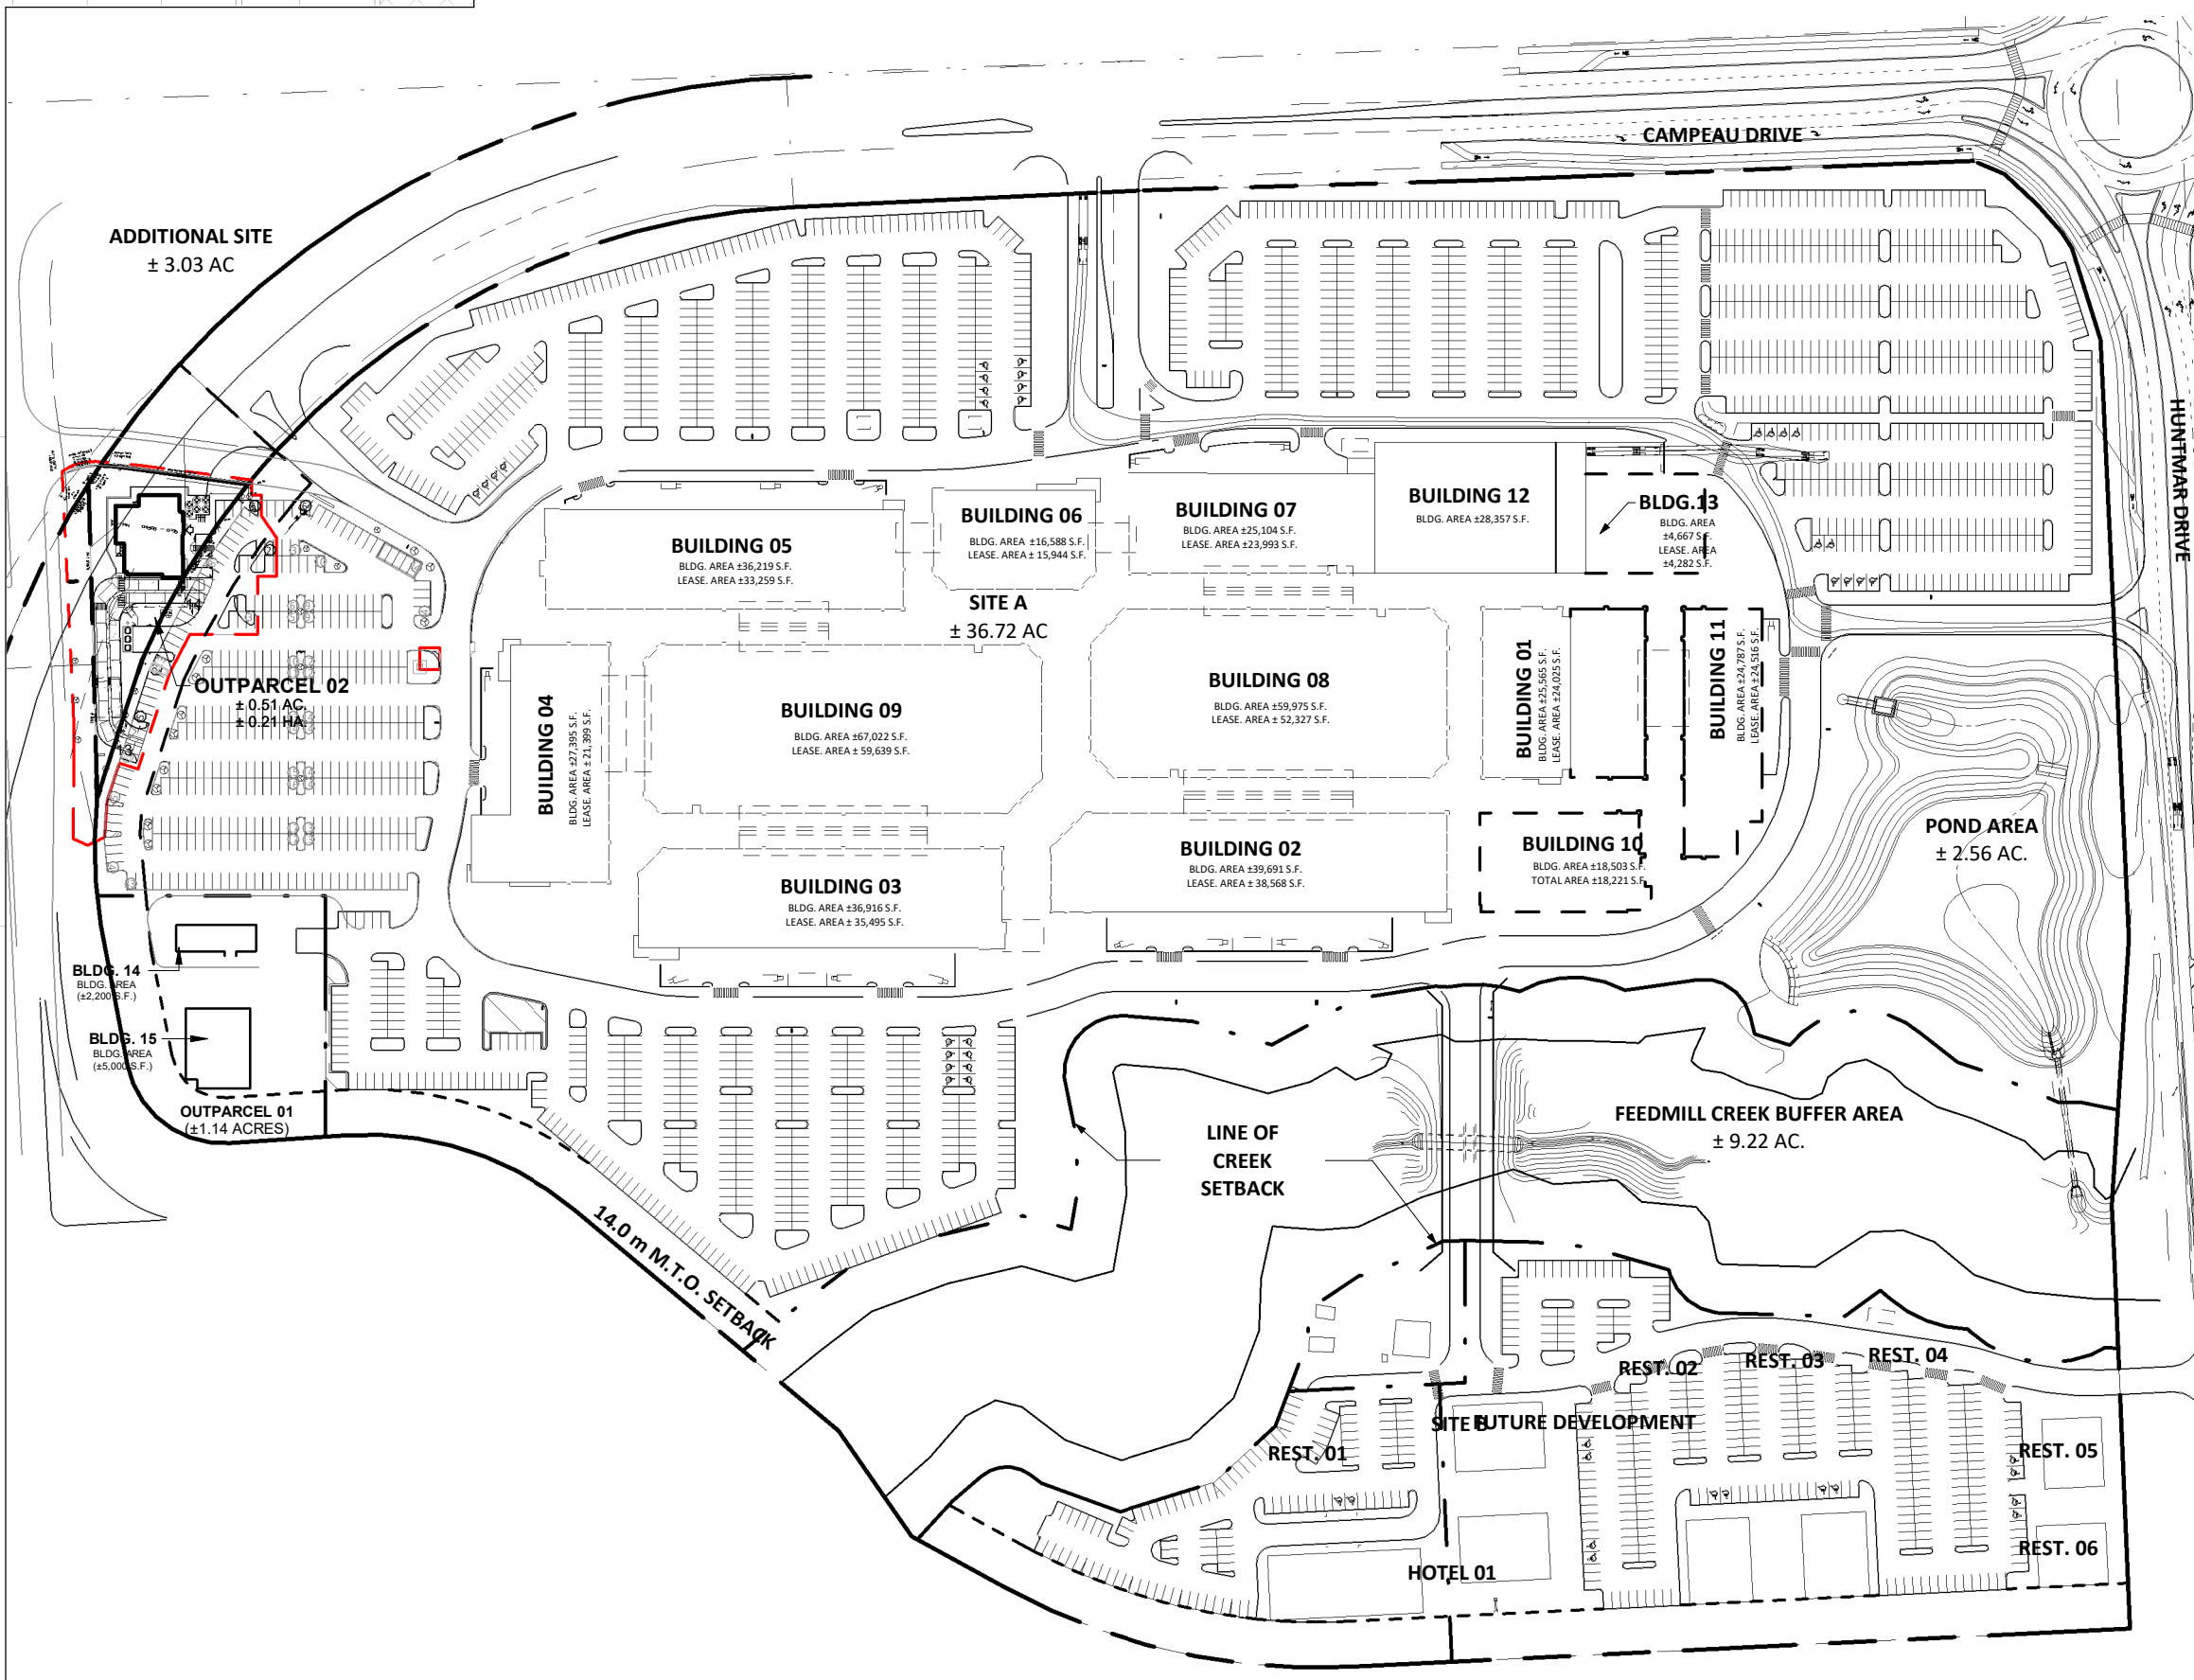 CAMPEAU DRIVE
HUNTMAR DRIVE
ADDITIONAL SITE
± 3.03 AC
BUILDING 05
BLDG. AREA ±36,219 S.F.
LEASE. AREA ±33,259 S.F.
BUILDING 06
BLDG. AREA ±16,588 S.F.
LEASE. AREA ± 15,944 S.F.
BUILDING 07
BLDG. AREA ±25,104 S.F.
LEASE. AREA ±23,993 S.F.
BUILDING 12
BLDG. AREA ±28,357 S.F.
BLDG.13
BLDG. AREA
±4,667 S.F.
LEASE. AREA
±4,282 S.F.
SITE A
± 36.72 AC
OUTPARCEL 02
± 0.51 AC.
± 0.21 HA.
BUILDING 04
BLDG. AREA ±27,395 S.F.
LEASE. AREA ± 21,399 S.F.
BUILDING 09
BLDG. AREA ±67,022 S.F.
LEASE. AREA ± 59,639 S.F.
BUILDING 08
BLDG. AREA ±59,975 S.F.
LEASE. AREA ± 52,327 S.F.
BUILDING 01
BLDG. AREA ±25,565 S.F.
LEASE. AREA ±24,025 S.F.
BUILDING 11
BLDG. AREA ±24,787 S.F.
LEASE. AREA ±24,516 S.F.
BUILDING 03
BLDG. AREA ±36,916 S.F.
LEASE. AREA ± 35,495 S.F.
BUILDING 02
BLDG. AREA ±39,691 S.F.
LEASE. AREA ± 38,568 S.F.
BUILDING 10
BLDG. AREA ±18,503 S.F.
TOTAL AREA ±18,221 S.F.
POND AREA
± 2.56 AC.
BLDG. 14
BLDG. AREA
(±2,200 S.F.)
BLDG. 15
BLDG. AREA
(±5,000 S.F.)
OUTPARCEL 01
(±1.14 ACRES)
14.0 m M.T.O. SETBACK
LINE OF
CREEK
SETBACK
FEEDMILL CREEK BUFFER AREA
± 9.22 AC.
REST. 02
REST. 03
REST. 04
SITE B
FUTURE DEVELOPMENT
REST. 01
REST. 05
HOTEL 01
REST. 06